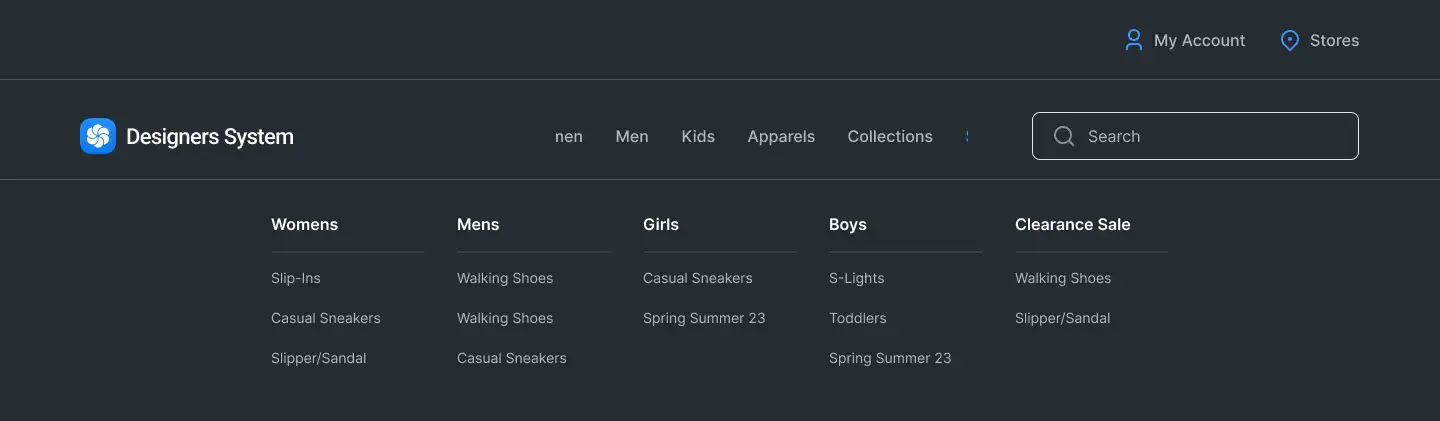 My Account Stores
Designers System nen Men Kids Apparels Collections Search
Womens Mens Girls Boys Clearance Sale
Slip-Ins Walking Shoes Casual Sneakers S-Lights Walking Shoes
Casual Sneakers Walking Shoes Spring Summer 23 Toddlers Slipper/Sandal
Slipper/Sandal Casual Sneakers Spring Summer 23